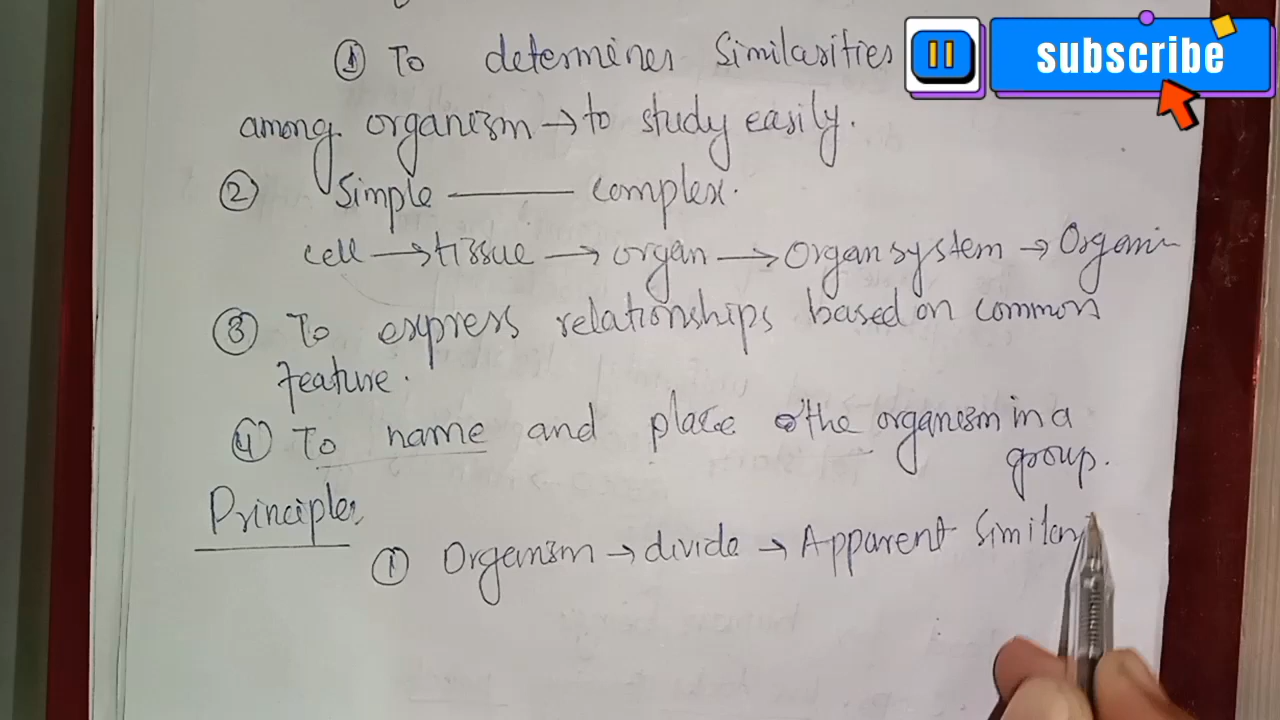 ① To determines Similarities
among organism → to study easily.
② Simple —— complex.
cell → tissue → organ → Organ system → Organi
③ To express relationships based on common
feature.
④ To name and place the organism in a
group.
Principles
① Organism → divide → Apparent Similar
subscribe